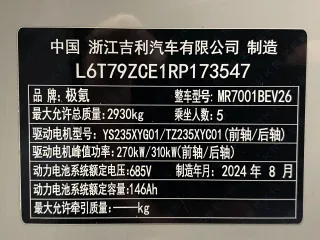 中国 浙江吉利汽车有限公司 制造
L6T79ZCE1RP173547
品牌:极氪 整车型号:MR7001BEV26
最大允许总质量:2930kg 乘坐人数:5
驱动电机型号:YS235XYG01/TZ235XYC01(前轴/后轴)
驱动电机峰值功率:270kW/310kW(前轴/后轴)
动力电池系统额定电压:685V 制造年月:2024 年 8 月
动力电池系统额定容量:146Ah
最大允许牵引质量:——kg